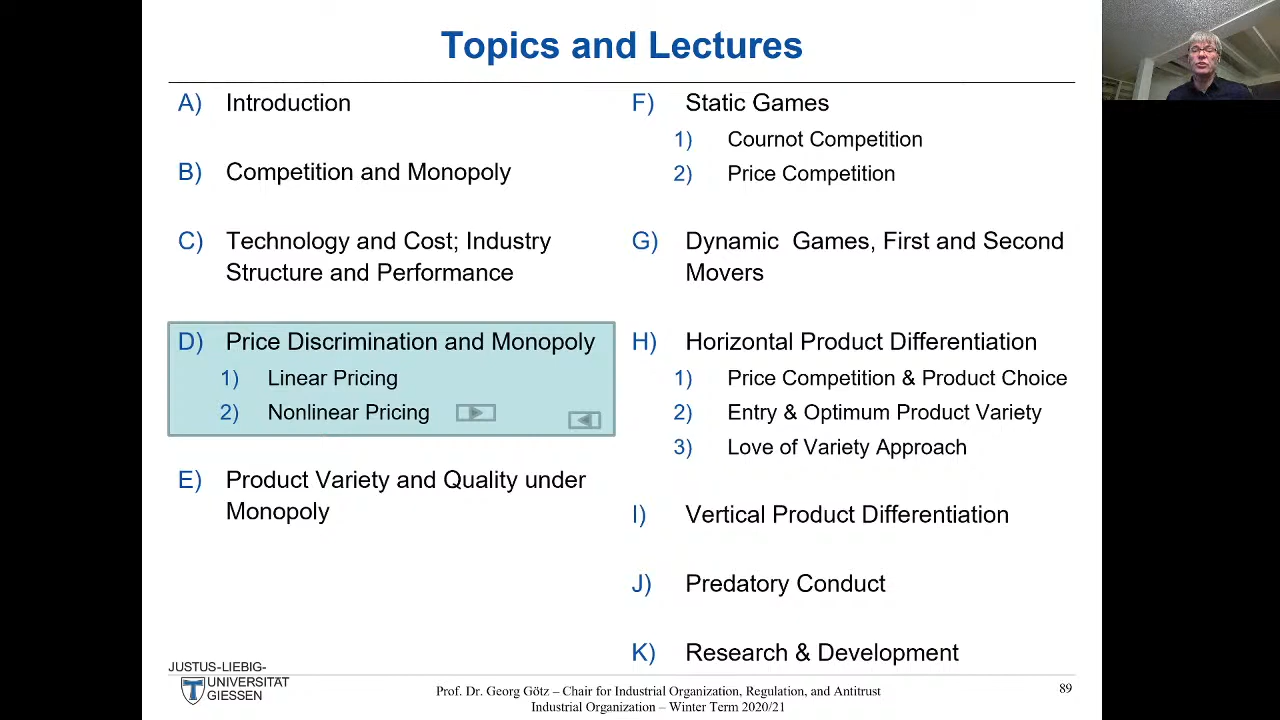 Topics and Lectures
A) Introduction
B) Competition and Monopoly
C) Technology and Cost; Industry
Structure and Performance
D) Price Discrimination and Monopoly
1) Linear Pricing
2) Nonlinear Pricing
E) Product Variety and Quality under
Monopoly
F) Static Games
1) Cournot Competition
2) Price Competition
G) Dynamic Games, First and Second
Movers
H) Horizontal Product Differentiation
1) Price Competition & Product Choice
2) Entry & Optimum Product Variety
3) Love of Variety Approach
I) Vertical Product Differentiation
J) Predatory Conduct
K) Research & Development
JUSTUS-LIEBIG-
UNIVERSITÄT
GIESSEN
Prof. Dr. Georg Götz – Chair for Industrial Organization, Regulation, and Antitrust
Industrial Organization – Winter Term 2020/21
89